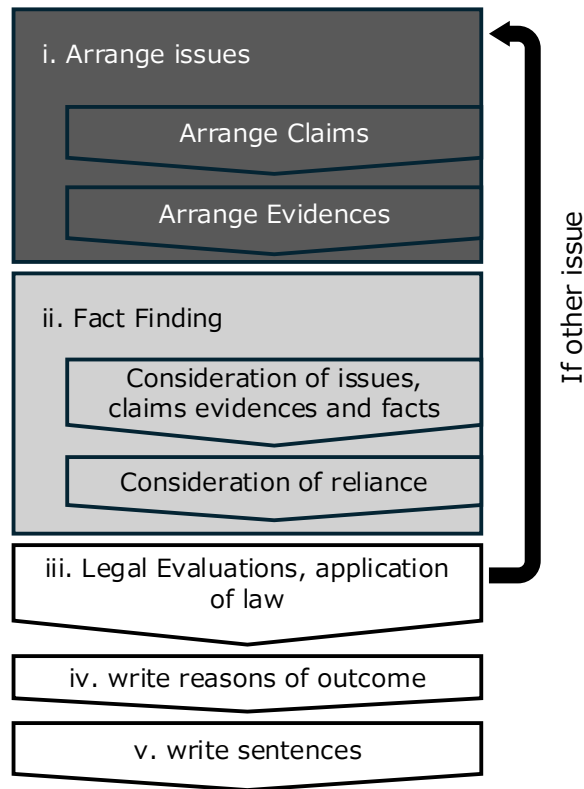 i. Arrange issues
Arrange Claims
Arrange Evidences
ii. Fact Finding
Consideration of issues,
claims evidences and facts
Consideration of reliance
iii. Legal Evaluations, application
of law
iv. write reasons of outcome
v. write sentences
If other issue